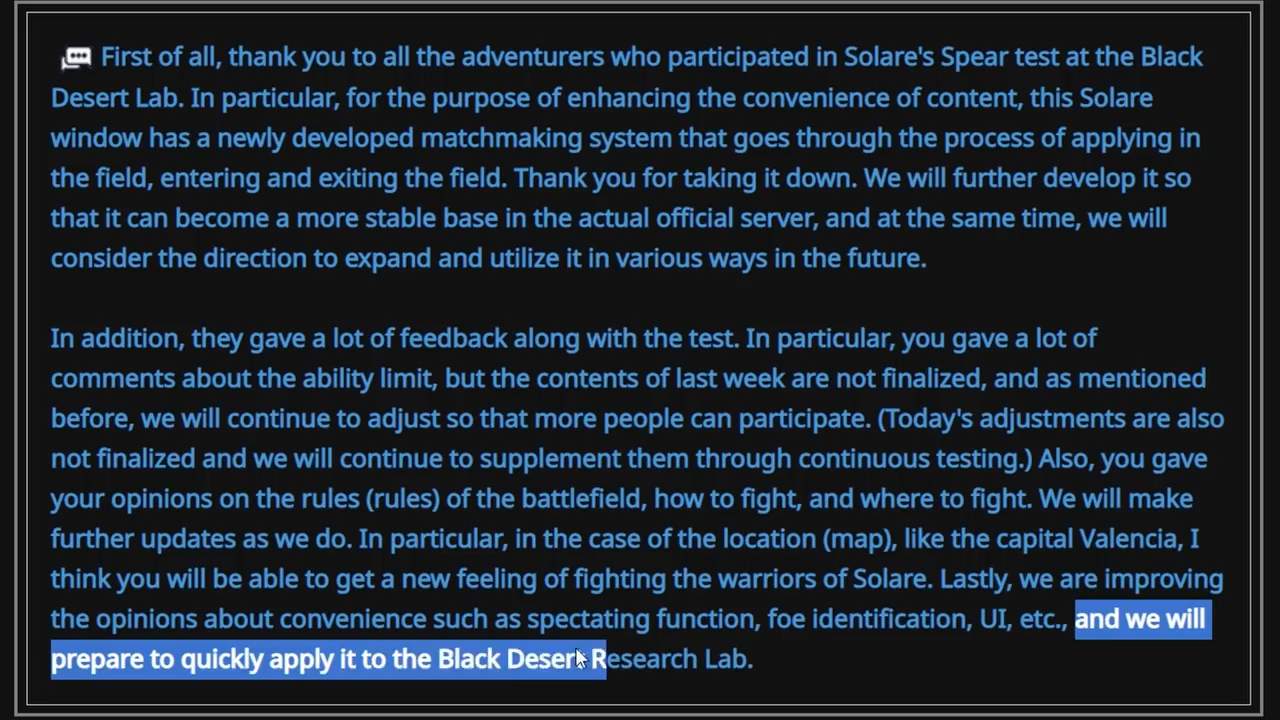 First of all, thank you to all the adventurers who participated in Solare's Spear test at the Black
Desert Lab. In particular, for the purpose of enhancing the convenience of content, this Solare
window has a newly developed matchmaking system that goes through the process of applying in
the field, entering and exiting the field. Thank you for taking it down. We will further develop it so
that it can become a more stable base in the actual official server, and at the same time, we will
consider the direction to expand and utilize it in various ways in the future.
In addition, they gave a lot of feedback along with the test. In particular, you gave a lot of
comments about the ability limit, but the contents of last week are not finalized, and as mentioned
before, we will continue to adjust so that more people can participate. (Today's adjustments are also
not finalized and we will continue to supplement them through continuous testing.) Also, you gave
your opinions on the rules (rules) of the battlefield, how to fight, and where to fight. We will make
further updates as we do. In particular, in the case of the location (map), like the capital Valencia, I
think you will be able to get a new feeling of fighting the warriors of Solare. Lastly, we are improving
the opinions about convenience such as spectating function, foe identification, UI, etc., and we will
prepare to quickly apply it to the Black Desert Research Lab.